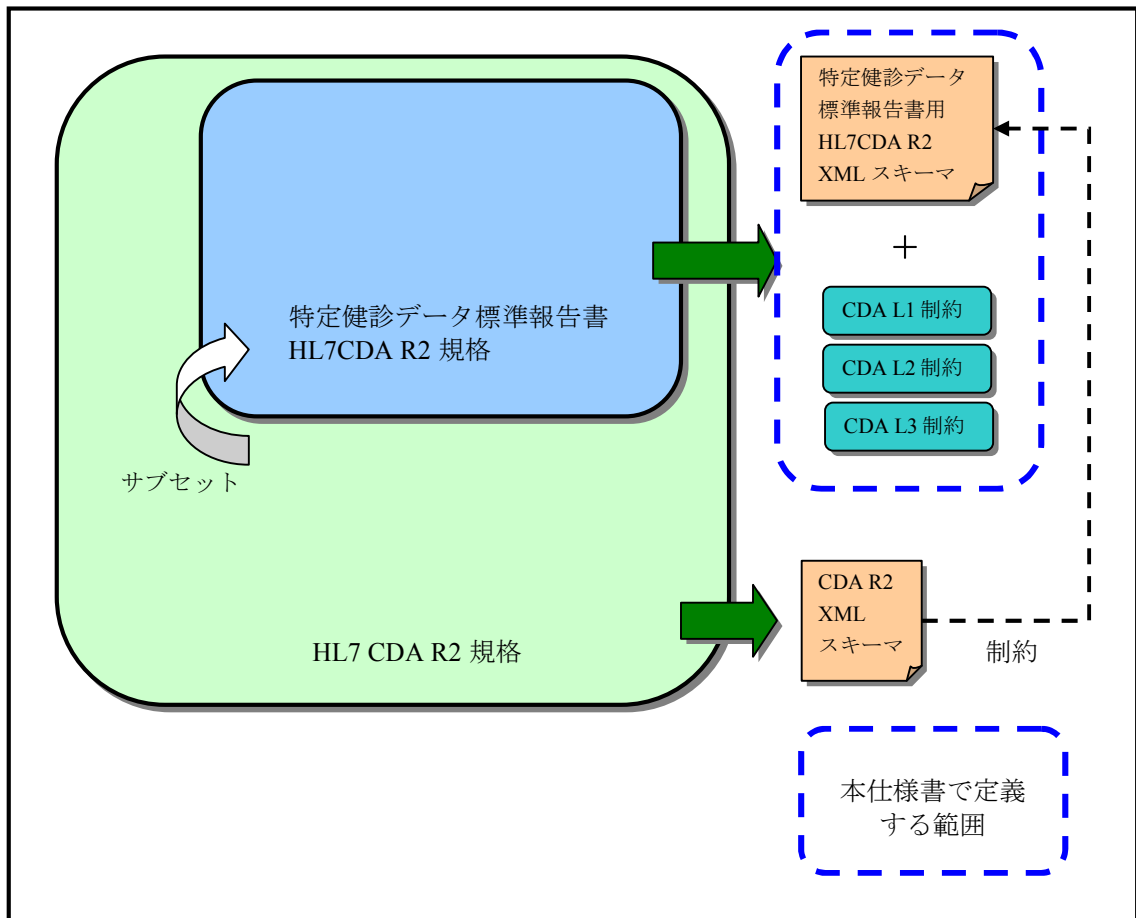 特定健診データ標準報告書
HL7CDA R2 規格
サブセット
HL7 CDA R2 規格
特定健診データ
標準報告書用
HL7CDA R2
XML スキーマ
＋
CDA L1 制約
CDA L2 制約
CDA L3 制約
CDA R2
XML
スキーマ
制約
本仕様書で定義
する範囲